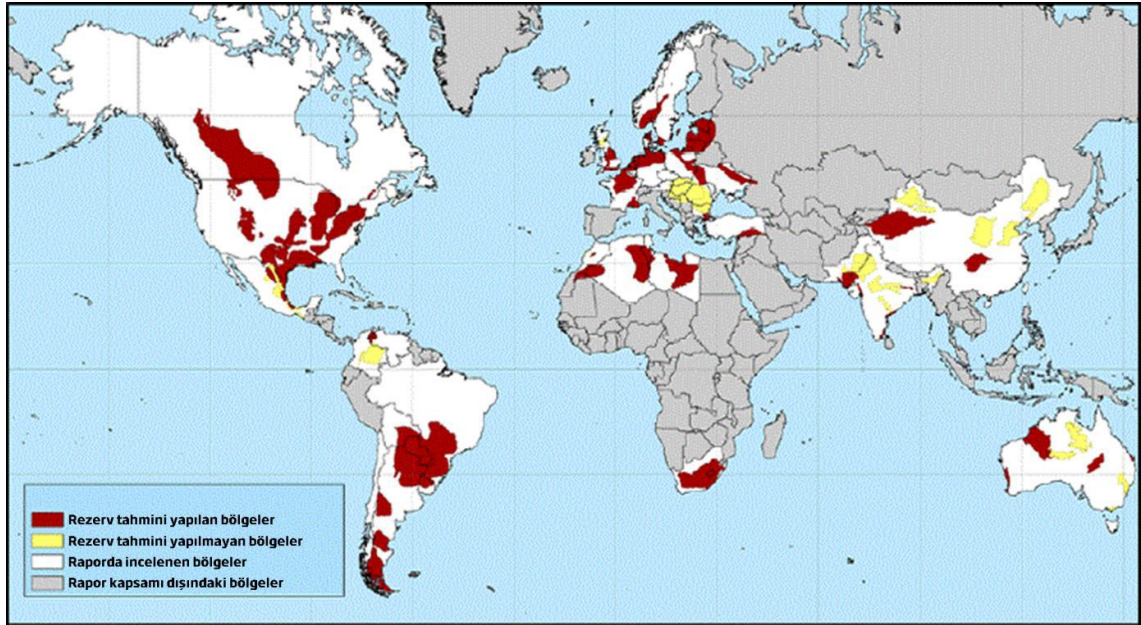 Rezerv tahmini yapılan bölgeler
Rezerv tahmini yapılmayan bölgeler
Raporda incelenen bölgeler
Rapor kapsamı dışındaki bölgeler